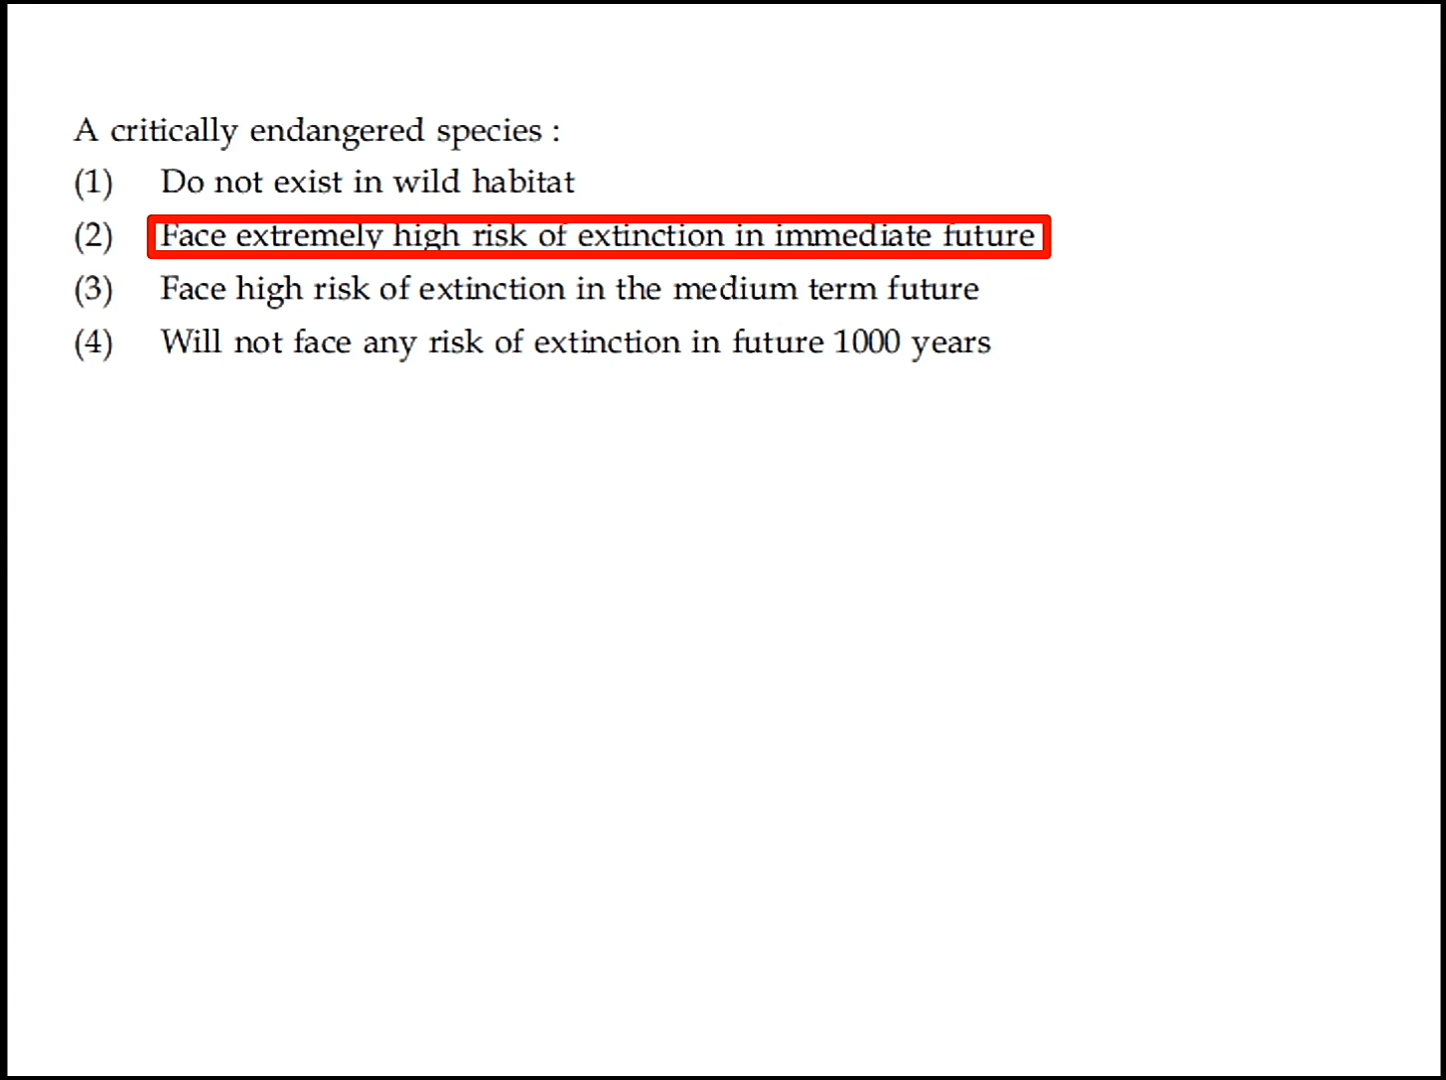 A critically endangered species :
(1) Do not exist in wild habitat
(2) Face extremely high risk of extinction in immediate future
(3) Face high risk of extinction in the medium term future
(4) Will not face any risk of extinction in future 1000 years